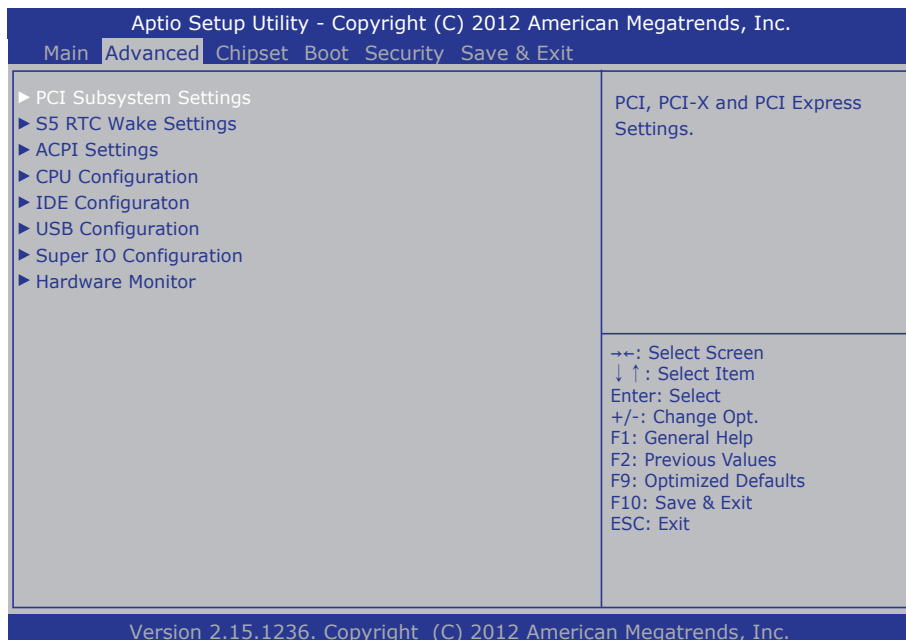 Aptio Setup Utility - Copyright (C) 2012 American Megatrends, Inc.
Main Advanced Chipset Boot Security Save & Exit
► PCI Subsystem Settings
► S5 RTC Wake Settings
► ACPI Settings
► CPU Configuration
► IDE Configuraton
► USB Configuration
► Super IO Configuration
► Hardware Monitor
PCI, PCI-X and PCI Express
Settings.
→←: Select Screen
↓↑: Select Item
Enter: Select
+/-: Change Opt.
F1: General Help
F2: Previous Values
F9: Optimized Defaults
F10: Save & Exit
ESC: Exit
Version 2.15.1236. Copyright (C) 2012 American Megatrends, Inc.